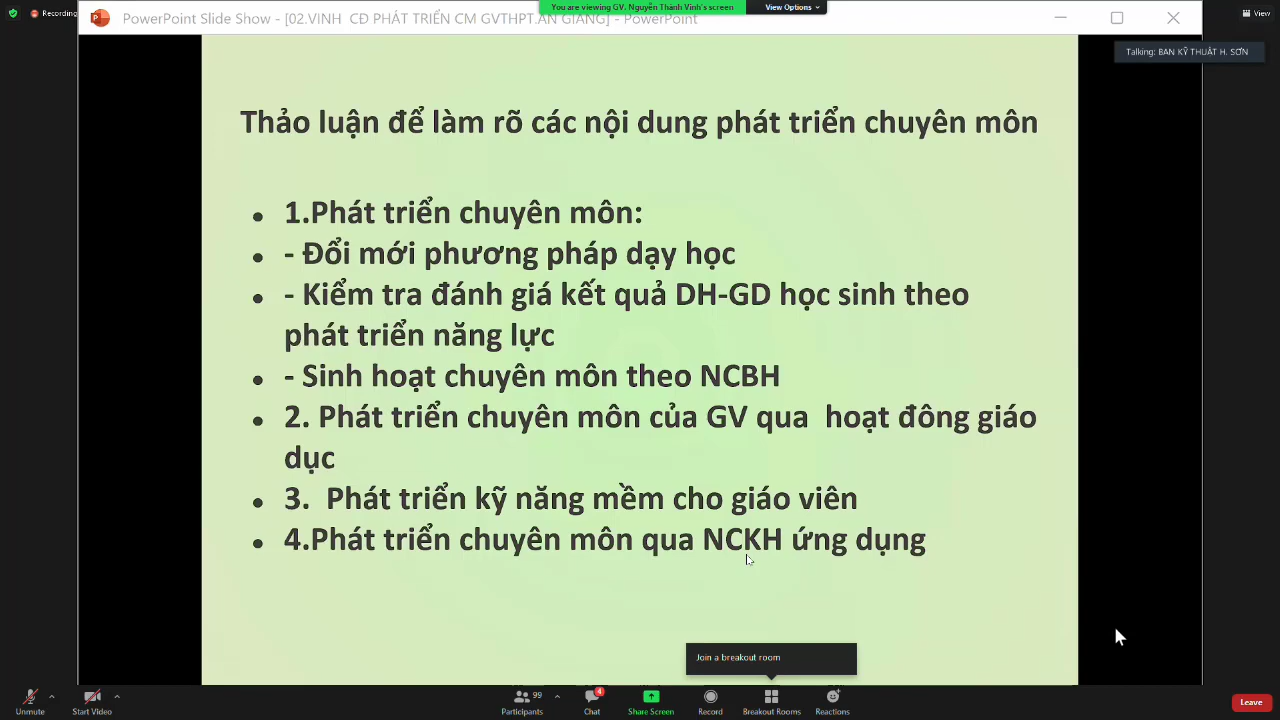 Recording
PowerPoint Slide Show - [02.VINH CĐ PHÁT TRIỂN CM GVTHPT.AN GIANG] - PowerPoint
You are viewing GV. Nguyễn Thành Vinh's screen
View Options
View
Talking: BAN KỸ THUẬT H. SƠN
Thảo luận để làm rõ các nội dung phát triển chuyên môn
1.Phát triển chuyên môn:
- Đổi mới phương pháp dạy học
- Kiểm tra đánh giá kết quả DH-GD học sinh theo
phát triển năng lực
- Sinh hoạt chuyên môn theo NCBH
2. Phát triển chuyên môn của GV qua hoạt đông giáo
dục
3. Phát triển kỹ năng mềm cho giáo viên
4.Phát triển chuyên môn qua NCKH ứng dụng
Join a breakout room
Unmute
Start Video
99
Participants
4
Chat
Share Screen
Record
Breakout Rooms
Reactions
Leave